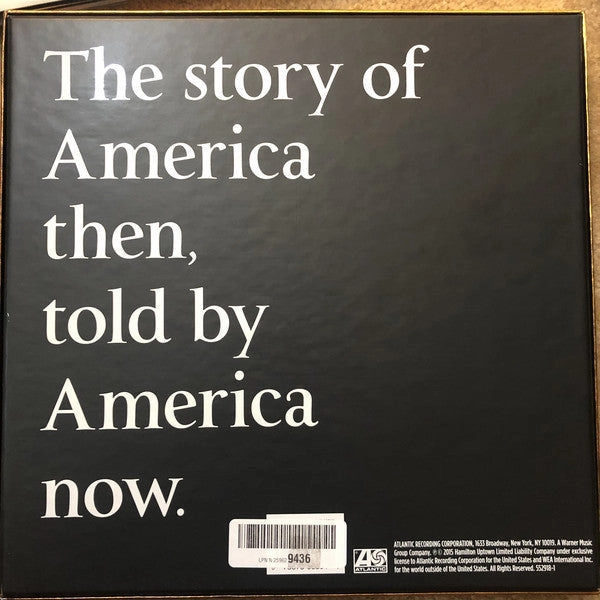 The story of
America
then,
told by
America
now.
9436
ATLANTIC
ATLANTIC RECORDING CORPORATION, 1633 Broadway, New York, NY 10019. A Warner Music
Group Company. ℗© 2015 Hamilton Uptown Limited Liability Company under exclusive
license to Atlantic Recording Corporation for the United States and WEA International Inc.
for the world outside of the United States. All Rights Reserved. 552918-1